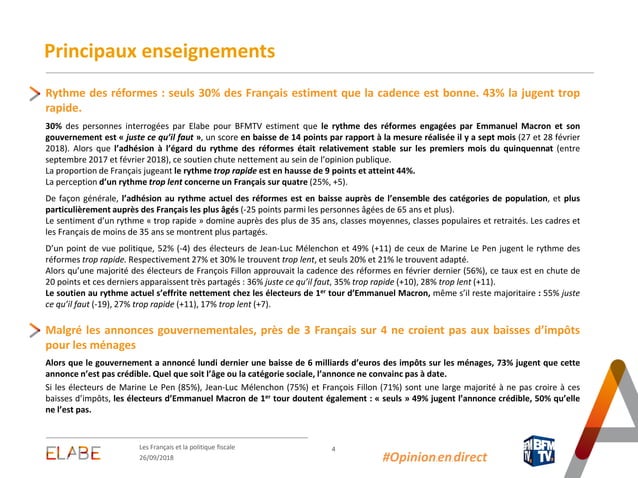 Principaux enseignements
Rythme des réformes : seuls 30% des Français estiment que la cadence est bonne. 43% la jugent trop
rapide.
30% des personnes interrogées par Elabe pour BFMTV estiment que le rythme des réformes engagées par Emmanuel Macron et son
gouvernement est « juste ce qu'il faut », un score en baisse de 14 points par rapport à la mesure réalisée il y a sept mois (27 et 28 février
2018). Alors que l'adhésion à l'égard du rythme des réformes était relativement stable sur les premiers mois du quinquennat (entre
septembre 2017 et février 2018), ce soutien chute nettement au sein de l'opinion publique.
La proportion de Français jugeant le rythme trop rapide est en hausse de 9 points et atteint 44%.
La perception d'un rythme trop lent concerne un Français sur quatre (25%, +5).
De façon générale, l'adhésion au rythme actuel des réformes est en baisse auprès de l'ensemble des catégories de population, et plus
particulièrement auprès des Français les plus âgés (-25 points parmi les personnes âgées de 65 ans et plus).
Le sentiment d'un rythme « trop rapide » domine auprès des plus de 35 ans, classes moyennes, classes populaires et retraités. Les cadres et
les Français de moins de 35 ans se montrent plus partagés.
D'un point de vue politique, 52% (-4) des électeurs de Jean-Luc Mélenchon et 49% (+11) de ceux de Marine Le Pen jugent le rythme des
réformes trop rapide. Respectivement 27% et 30% le trouvent trop lent, et seuls 20% et 21% le trouvent adapté.
Alors qu'une majorité des électeurs de François Fillon approuvait la cadence des réformes en février dernier (56%), ce taux est en chute de
20 points et ces derniers apparaissent très partagés : 36% juste ce qu'il faut, 35% trop rapide (+10), 28% trop lent (+11).
Le soutien au rythme actuel s'effrite nettement chez les électeurs de 1er tour d'Emmanuel Macron, même s'il reste majoritaire : 55% juste
ce qu'il faut (-19), 27% trop rapide (+11), 17% trop lent (+7).
Malgré les annonces gouvernementales, près de 3 Français sur 4 ne croient pas aux baisses d'impôts
pour les ménages
Alors que le gouvernement a annoncé lundi dernier une baisse de 6 milliards d'euros des impôts sur les ménages, 73% jugent que cette
annonce n'est pas crédible. Quel que soit l'âge ou la catégorie sociale, l'annonce ne convainc pas à date.
Si les électeurs de Marine Le Pen (85%), Jean-Luc Mélenchon (75%) et François Fillon (71%) sont une large majorité à ne pas croire à ces
baisses d'impôts, les électeurs d'Emmanuel Macron de 1er tour doutent également : « seuls » 49% jugent l'annonce crédible, 50% qu'elle
ne l'est pas.
ELABE
Les Français et la politique fiscale
26/09/2018
4
#Opinionendirect
BFM
TV.